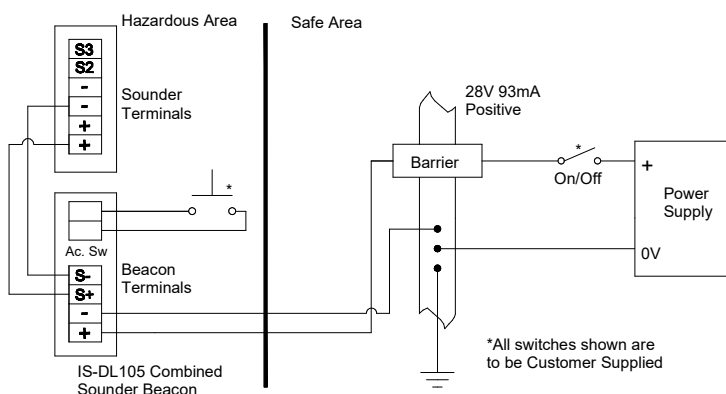 Hazardous Area
Safe Area
S3
S2
-
-
+
+
Sounder
Terminals
28V 93mA
Positive
Barrier
*
On/Off
+
Power
Supply
0V
*
Ac. Sw
S-
S+
-
+
Beacon
Terminals
*All switches shown are
to be Customer Supplied
IS-DL105 Combined
Sounder Beacon